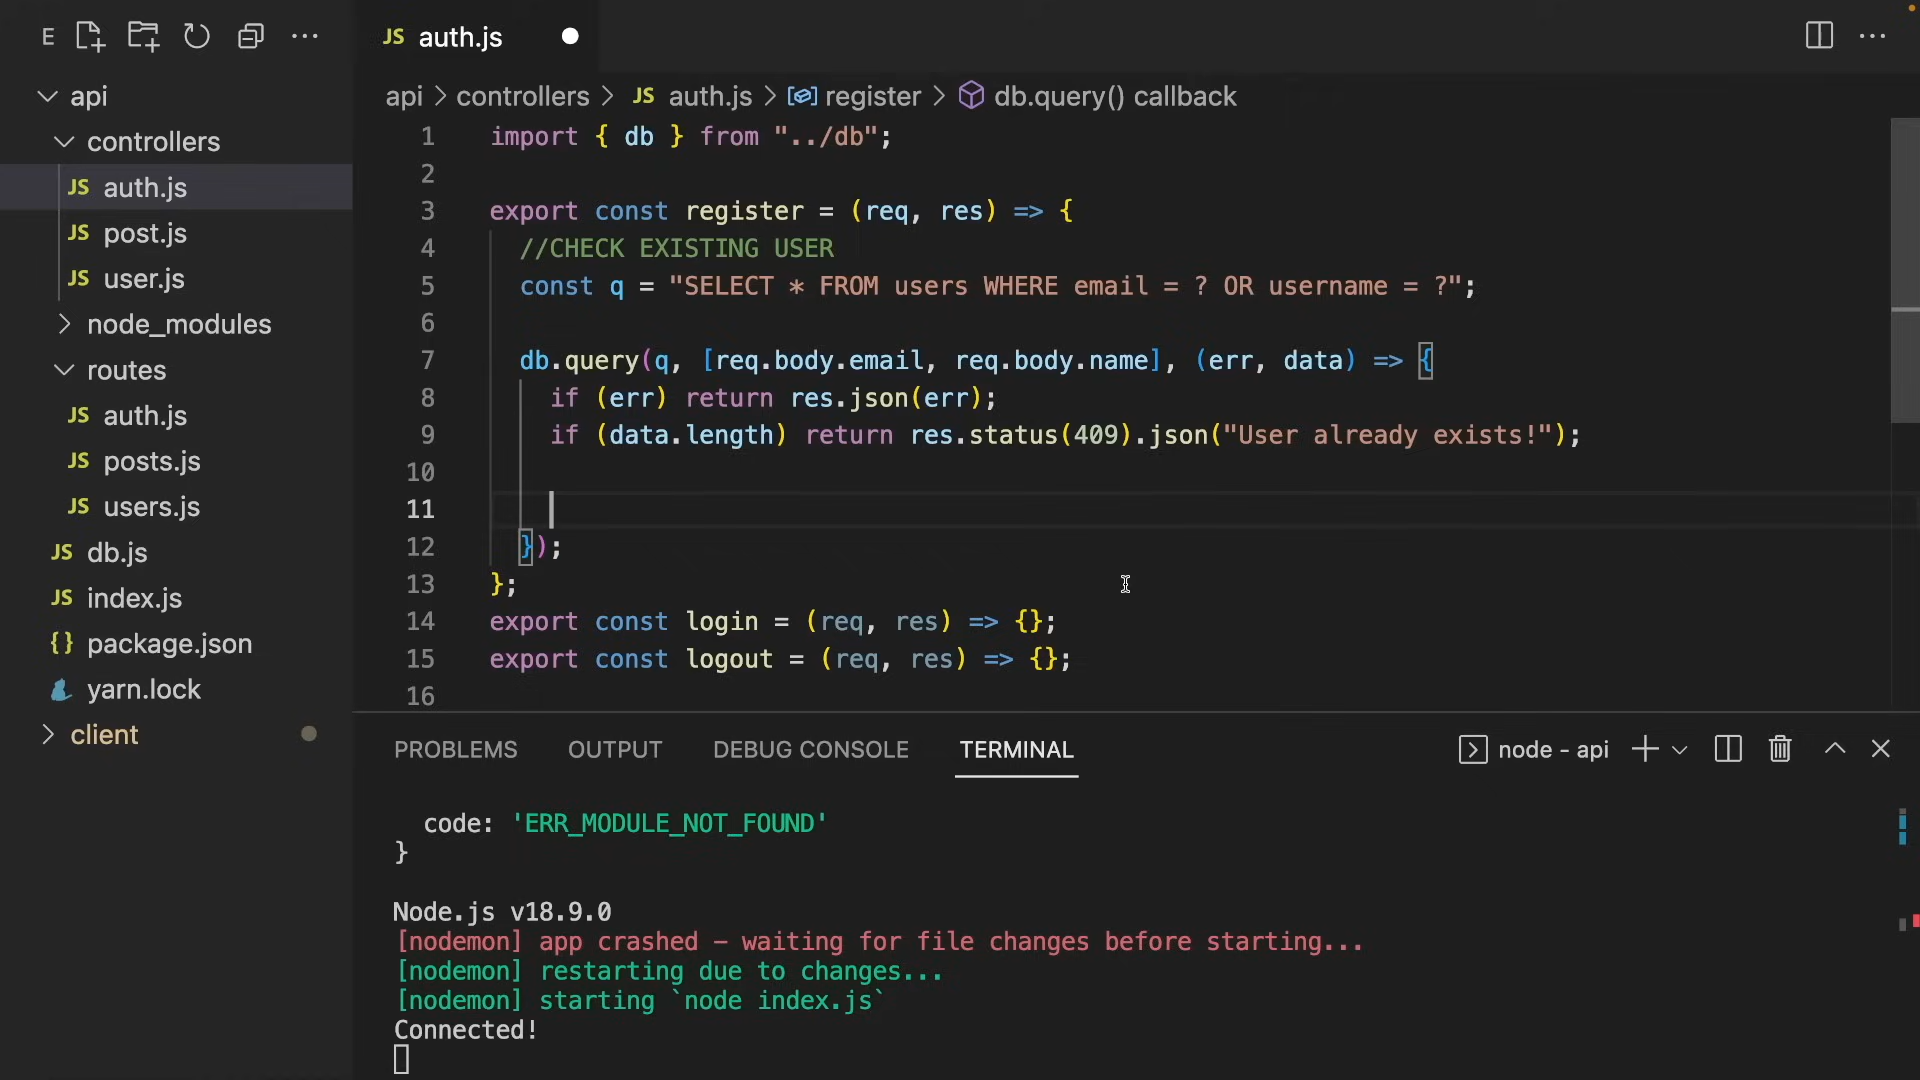 E
JS auth.js
api > controllers > JS auth.js > register > db.query() callback
api
controllers
JS auth.js
JS post.js
JS user.js
node_modules
routes
JS auth.js
JS posts.js
JS users.js
JS db.js
JS index.js
{} package.json
yarn.lock
client
1 import { db } from "../db";
2
3 export const register = (req, res) => {
4 //CHECK EXISTING USER
5 const q = "SELECT * FROM users WHERE email = ? OR username = ?";
6
7 db.query(q, [req.body.email, req.body.name], (err, data) => {
8 if (err) return res.json(err);
9 if (data.length) return res.status(409).json("User already exists!");
10
11
12 });
13 };
14 export const login = (req, res) => {};
15 export const logout = (req, res) => {};
16
PROBLEMS OUTPUT DEBUG CONSOLE TERMINAL
node - api
code: 'ERR_MODULE_NOT_FOUND'
}
Node.js v18.9.0
[nodemon] app crashed – waiting for file changes before starting...
[nodemon] restarting due to changes...
[nodemon] starting `node index.js`
Connected!